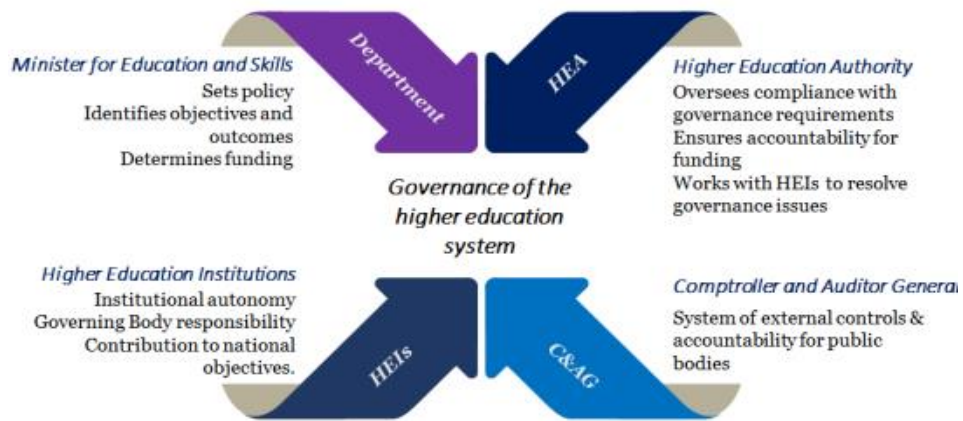 Department
HEA
Minister for Education and Skills
Sets policy
Identifies objectives and
outcomes
Determines funding
Higher Education Authority
Oversees compliance with
governance requirements
Ensures accountability for
funding
Works with HEIs to resolve
governance issues
Governance of the
higher education
system
Higher Education Institutions
Institutional autonomy
Governing Body responsibility
Contribution to national
objectives.
HEIs
Comptroller and Auditor General
System of external controls &
accountability for public
bodies
C&AG